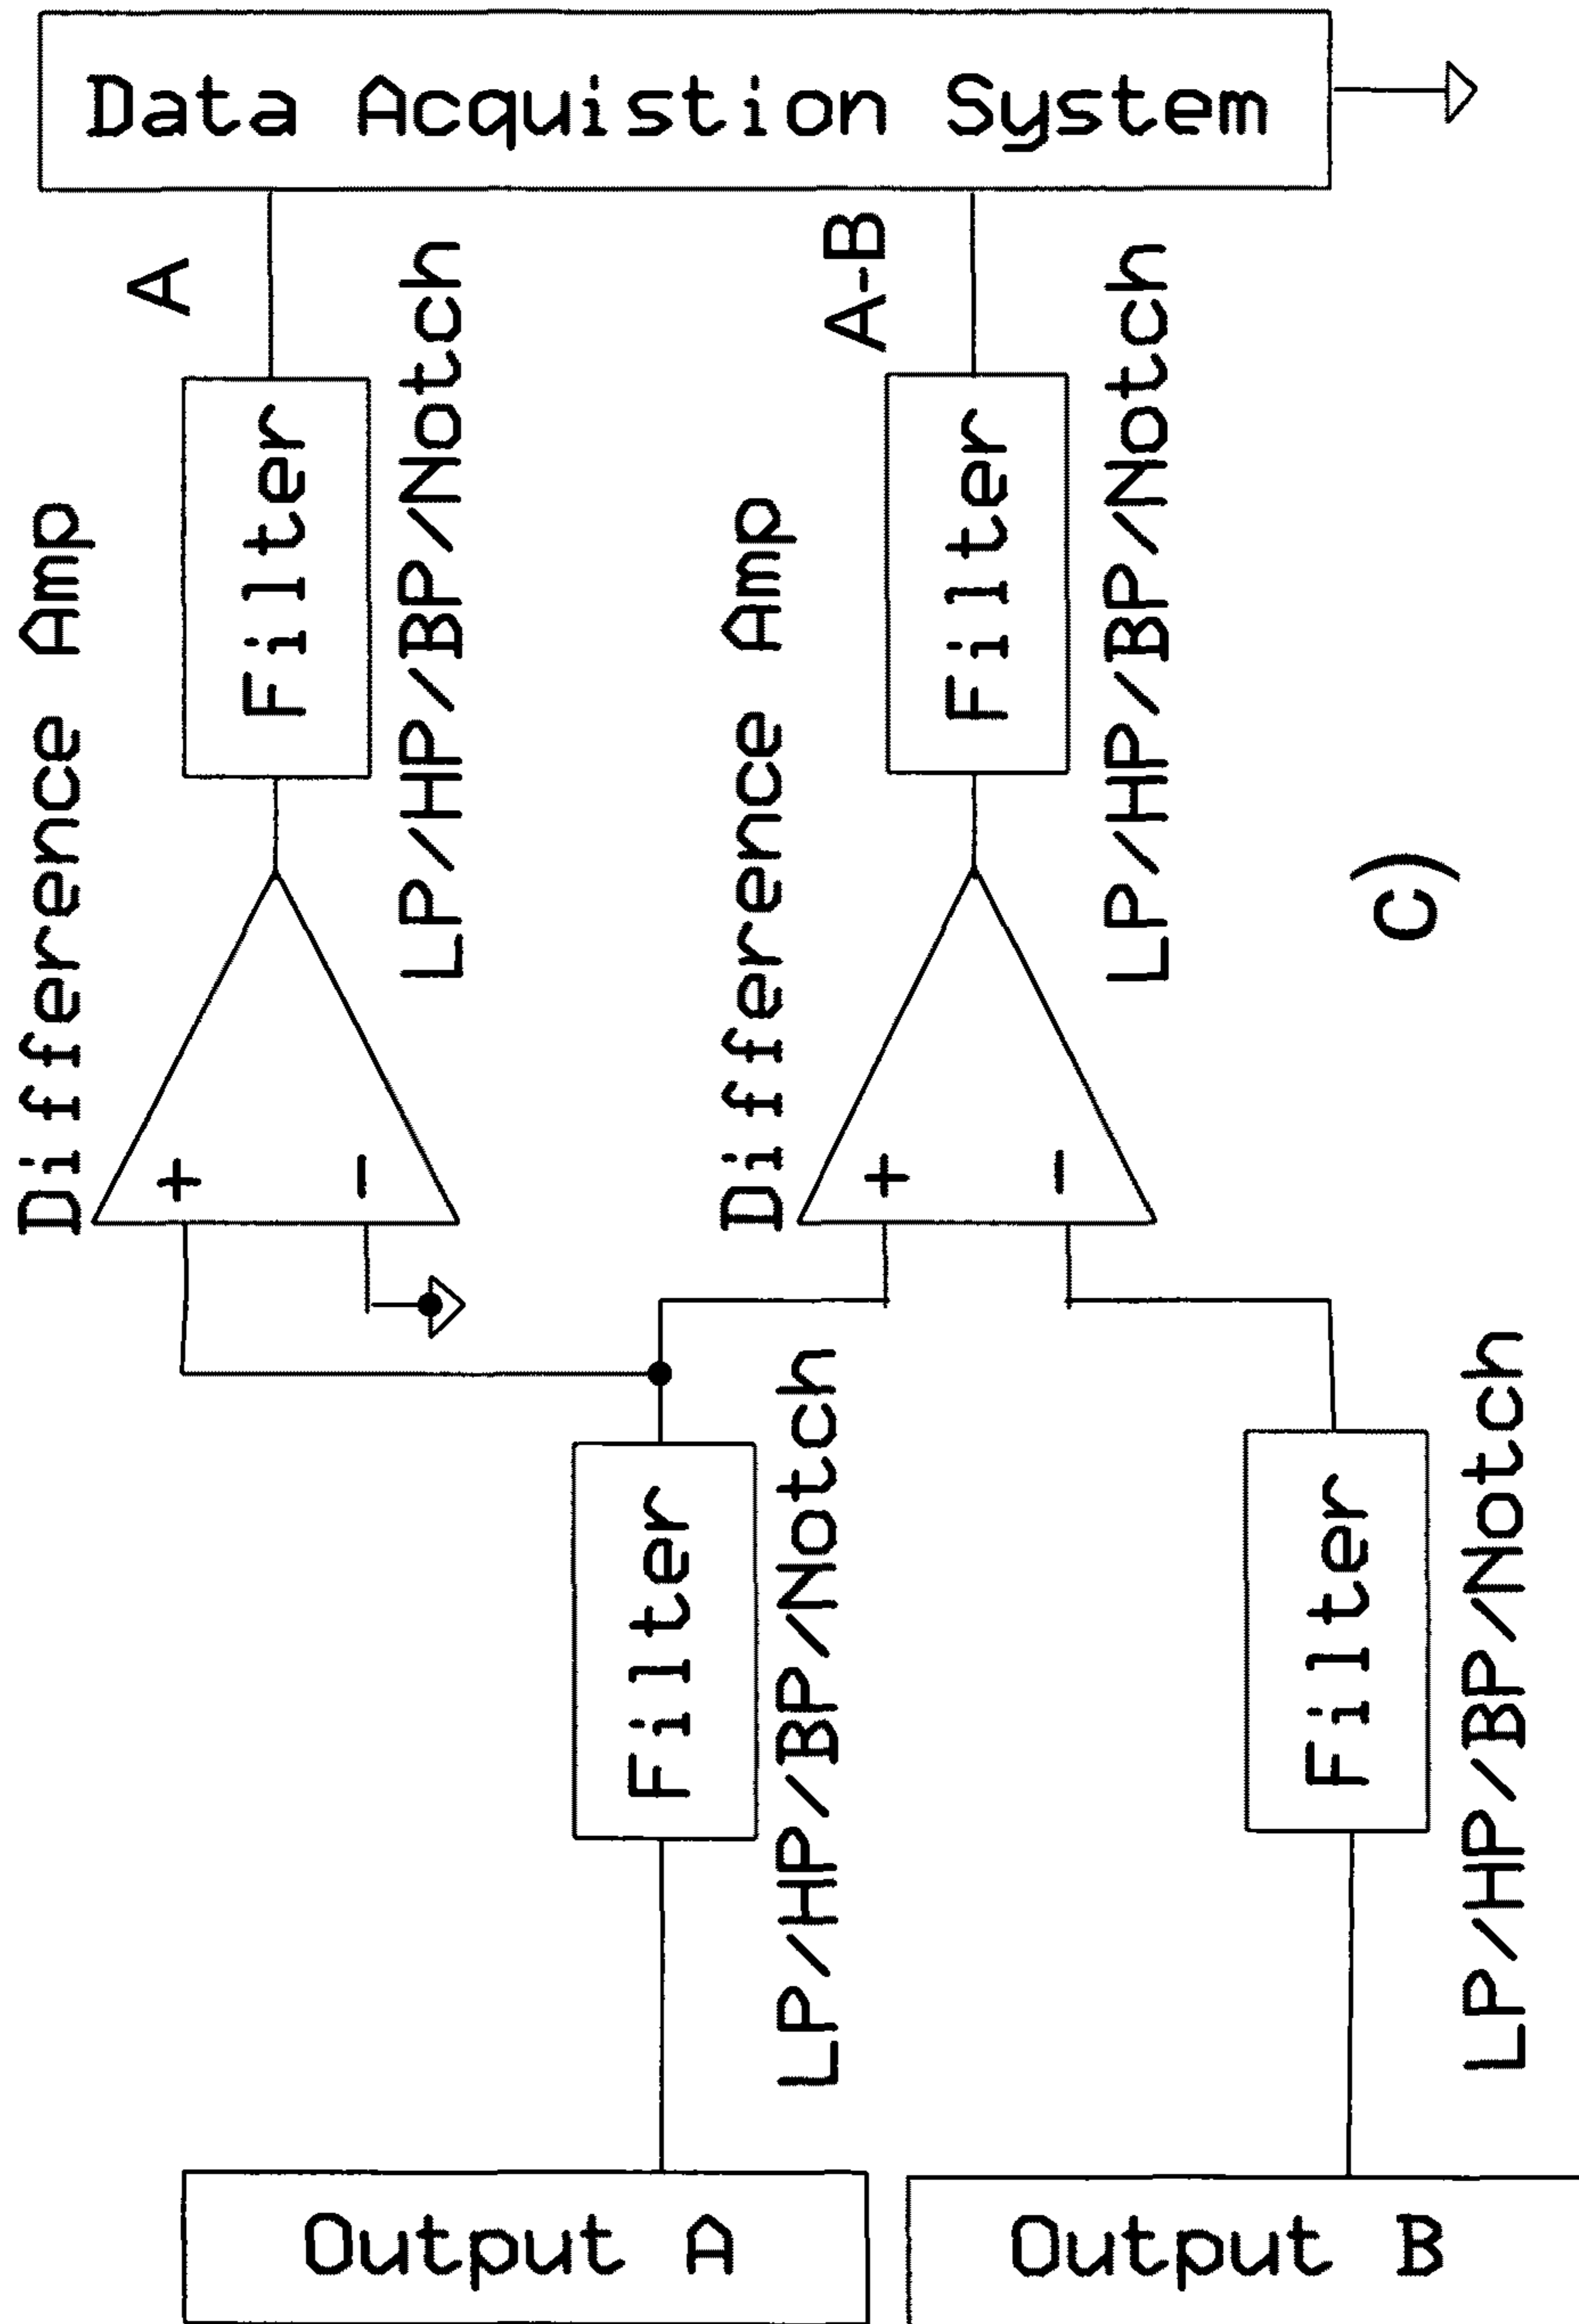 Data Acquistion System
A
A-B
Difference Amp
Filter
LP/HP/BP/Notch
Difference Amp
Filter
LP/HP/BP/Notch
+
−
+
−
C)
Filter
LP/HP/BP/Notch
Filter
LP/HP/BP/Notch
Output A
Output B